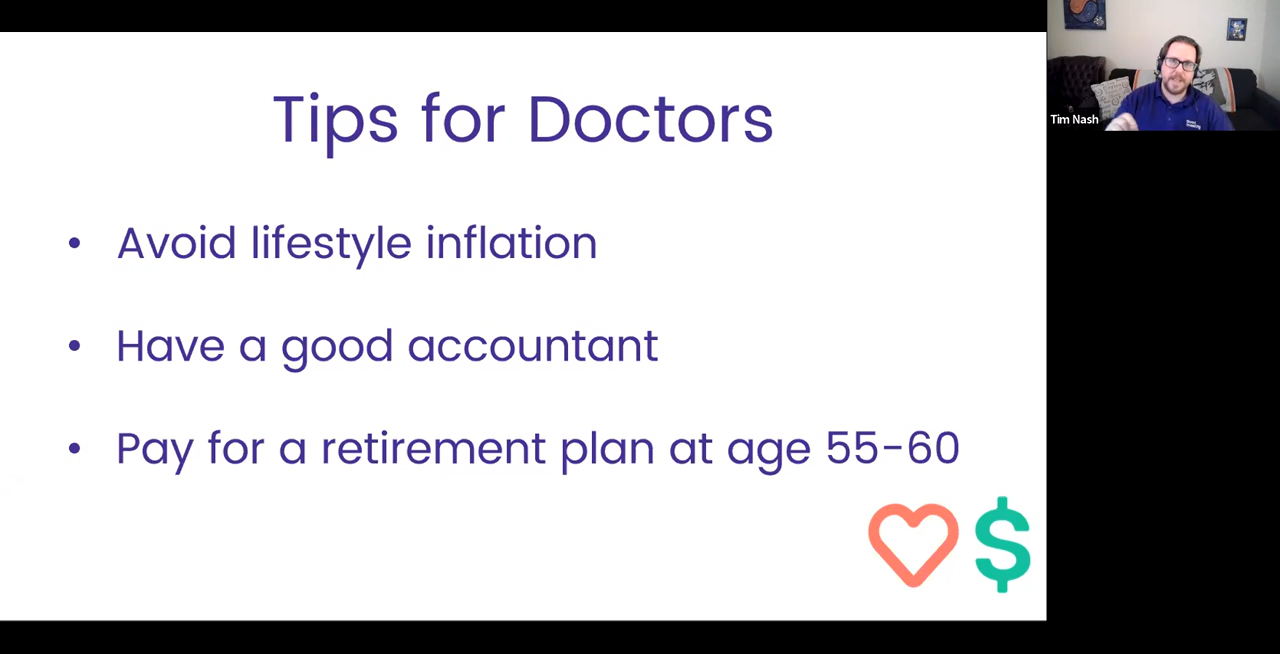 Tips for Doctors
Tim Nash
• Avoid lifestyle inflation
• Have a good accountant
• Pay for a retirement plan at age 55-60